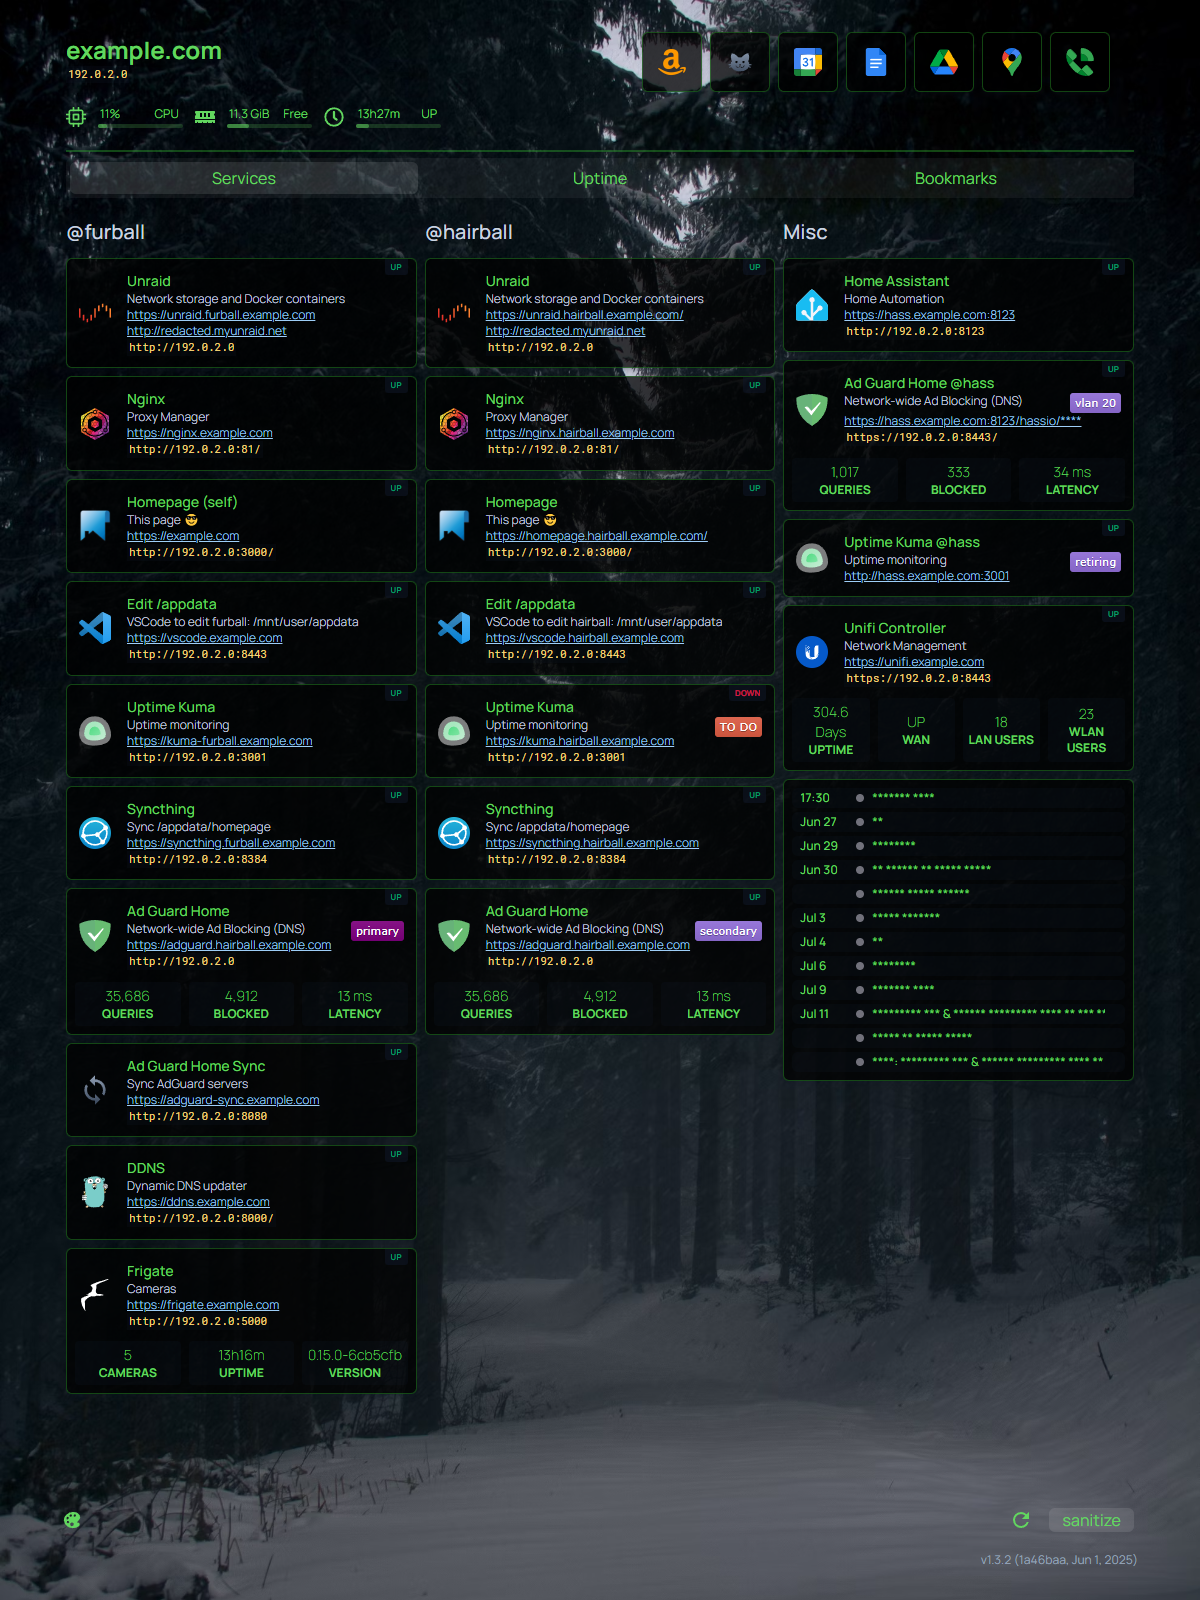 example.com
192.0.2.0
11% CPU 11.3 GiB Free 13h27m UP
31
Services Uptime Bookmarks
@furball
UP
Unraid
Network storage and Docker containers
https://unraid.furball.example.com
http://redacted.myunraid.net
http://192.0.2.0
UP
Nginx
Proxy Manager
https://nginx.example.com
http://192.0.2.0:81/
UP
Homepage (self)
This page 😎
https://example.com
http://192.0.2.0:3000/
UP
Edit /appdata
VSCode to edit furball: /mnt/user/appdata
https://vscode.example.com
http://192.0.2.0:8443
UP
Uptime Kuma
Uptime monitoring
https://kuma-furball.example.com
http://192.0.2.0:3001
UP
Syncthing
Sync /appdata/homepage
https://syncthing.furball.example.com
http://192.0.2.0:8384
UP
Ad Guard Home
Network-wide Ad Blocking (DNS)
primary
https://adguard.hairball.example.com
http://192.0.2.0
35,686 4,912 13 ms
QUERIES BLOCKED LATENCY
UP
Ad Guard Home Sync
Sync AdGuard servers
https://adguard-sync.example.com
http://192.0.2.0:8080
UP
DDNS
Dynamic DNS updater
https://ddns.example.com
http://192.0.2.0:8000/
UP
Frigate
Cameras
https://frigate.example.com
http://192.0.2.0:5000
5 13h16m 0.15.0-6cb5cfb
CAMERAS UPTIME VERSION
@hairball
UP
Unraid
Network storage and Docker containers
https://unraid.hairball.example.com/
http://redacted.myunraid.net
http://192.0.2.0
UP
Nginx
Proxy Manager
https://nginx.hairball.example.com
http://192.0.2.0:81/
UP
Homepage
This page 😎
https://homepage.hairball.example.com/
http://192.0.2.0:3000/
UP
Edit /appdata
VSCode to edit hairball: /mnt/user/appdata
https://vscode.hairball.example.com
http://192.0.2.0:8443
DOWN
Uptime Kuma
Uptime monitoring
TO DO
https://kuma.hairball.example.com
http://192.0.2.0:3001
UP
Syncthing
Sync /appdata/homepage
https://syncthing.hairball.example.com
http://192.0.2.0:8384
UP
Ad Guard Home
Network-wide Ad Blocking (DNS)
secondary
https://adguard.hairball.example.com
http://192.0.2.0
35,686 4,912 13 ms
QUERIES BLOCKED LATENCY
Misc
UP
Home Assistant
Home Automation
https://hass.example.com:8123
http://192.0.2.0:8123
UP
Ad Guard Home @hass
Network-wide Ad Blocking (DNS)
vlan 20
https://hass.example.com:8123/hassio/****
https://192.0.2.0:8443/
1,017 333 34 ms
QUERIES BLOCKED LATENCY
UP
Uptime Kuma @hass
Uptime monitoring
retiring
http://hass.example.com:3001
UP
Unifi Controller
Network Management
https://unifi.example.com
https://192.0.2.0:8443
304.6 Days UP 18 23
UPTIME WAN LAN USERS WLAN USERS
17:30 ******* ****
Jun 27 **
Jun 29 ********
Jun 30 ** ****** ** ***** *****
****** ***** ******
Jul 3 ***** *******
Jul 4 **
Jul 6 ********
Jul 9 ******* ****
Jul 11 ********* *** & ****** ********* **** ** *** **
***** ** ***** *****
****: ********* *** & ****** ********* **** **
sanitize
v1.3.2 (1a46baa, Jun 1, 2025)